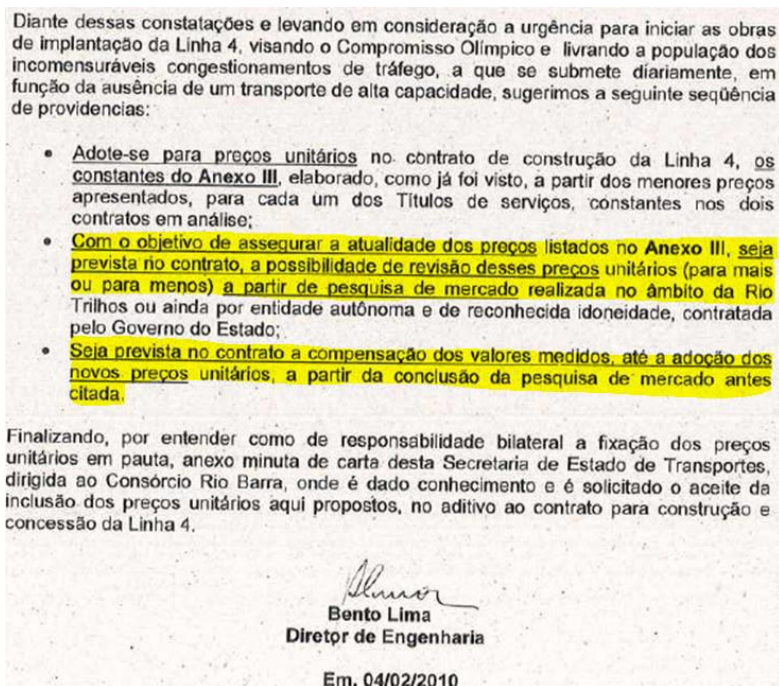 Diante dessas constatações e levando em consideração a urgência para iniciar as obras
de implantação da Linha 4, visando o Compromisso Olímpico e livrando a população dos
incomensuráveis congestionamentos de tráfego, a que se submete diariamente, em
função da ausência de um transporte de alta capacidade, sugerimos a seguinte seqüência
de providencias:
• Adote-se para preços unitários no contrato de construção da Linha 4, os
constantes do Anexo III, elaborado, como já foi visto, a partir dos menores preços
apresentados, para cada um dos Títulos de serviços, constantes nos dois
contratos em análise;
• Com o objetivo de assegurar a atualidade dos preços listados no Anexo III, seja
prevista no contrato, a possibilidade de revisão desses preços unitários (para mais
ou para menos) a partir de pesquisa de mercado realizada no âmbito da Rio
Trilhos ou ainda por entidade autônoma e de reconhecida idoneidade, contratada
pelo Governo do Estado;
• Seja prevista no contrato a compensação dos valores medidos, até a adoção dos
novos preços unitários, a partir da conclusão da pesquisa de mercado antes
citada.
Finalizando, por entender como de responsabilidade bilateral a fixação dos preços
unitários em pauta, anexo minuta de carta desta Secretaria de Estado de Transportes,
dirigida ao Consórcio Rio Barra, onde é dado conhecimento e é solicitado o aceite da
inclusão dos preços unitários aqui propostos, no aditivo ao contrato para construção e
concessão da Linha 4.
Bento Lima
Diretor de Engenharia
Em, 04/02/2010